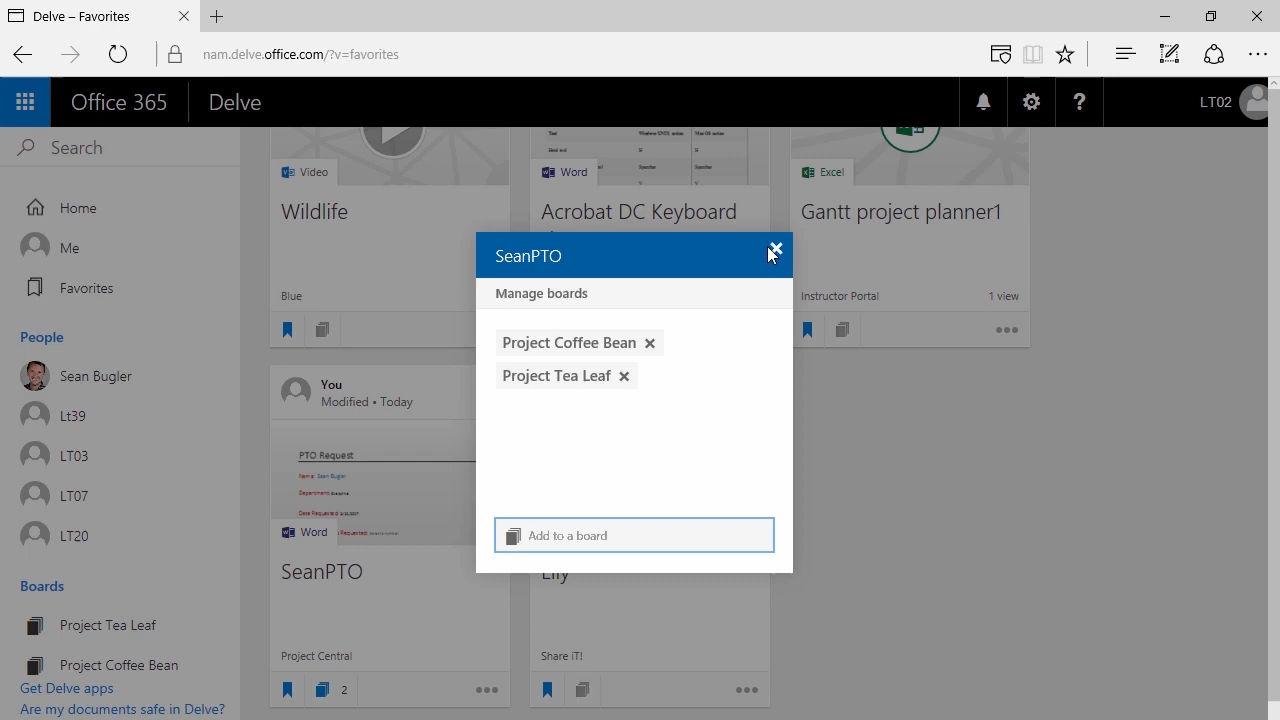 Delve – Favorites
nam.delve.office.com/?v=favorites
Office 365
Delve
LT02
Search
Home
Me
Favorites
People
Sean Bugler
Lt39
LT03
LT07
LT20
Boards
Project Tea Leaf
Project Coffee Bean
Get Delve apps
Are my documents safe in Delve?
Video
Wildlife
Blue
Word
Acrobat DC Keyboard
Excel
Gantt project planner1
Instructor Portal
1 view
SeanPTO
Manage boards
Project Coffee Bean
Project Tea Leaf
Add to a board
You
Modified • Today
PTO Request
Name: Sean Bugler
Word
SeanPTO
Project Central
2
Share iT!